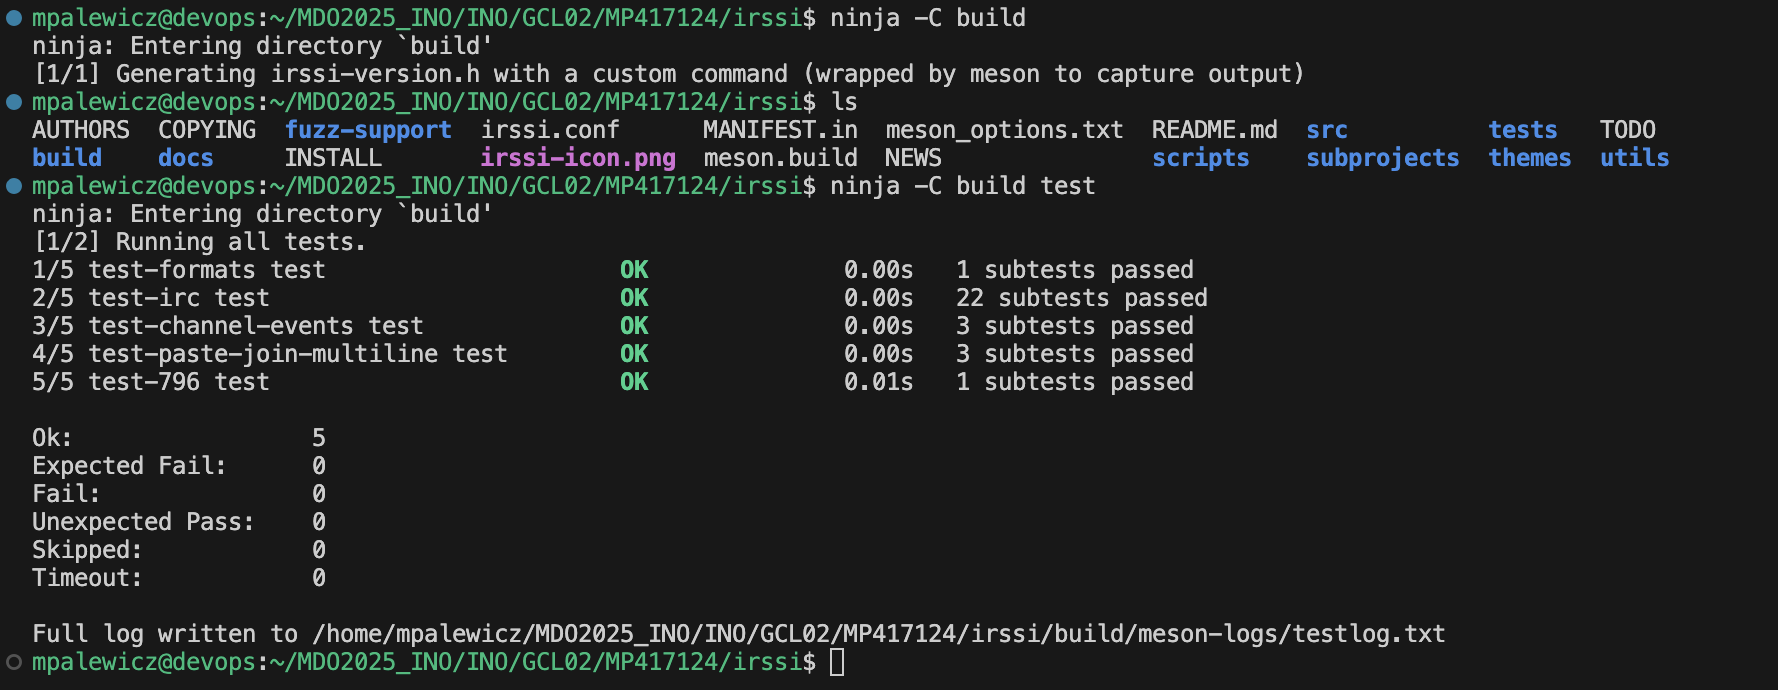 mpalewicz@devops:~/MDO2025_INO/INO/GCL02/MP417124/irssi$ ninja -C build
ninja: Entering directory `build'
[1/1] Generating irssi-version.h with a custom command (wrapped by meson to capture output)
mpalewicz@devops:~/MDO2025_INO/INO/GCL02/MP417124/irssi$ ls
AUTHORS  COPYING  fuzz-support  irssi.conf      MANIFEST.in  meson_options.txt  README.md  src          tests   TODO
build    docs     INSTALL       irssi-icon.png  meson.build  NEWS               scripts    subprojects  themes  utils
mpalewicz@devops:~/MDO2025_INO/INO/GCL02/MP417124/irssi$ ninja -C build test
ninja: Entering directory `build'
[1/2] Running all tests.
1/5 test-formats test                     OK              0.00s   1 subtests passed
2/5 test-irc test                         OK              0.00s   22 subtests passed
3/5 test-channel-events test              OK              0.00s   3 subtests passed
4/5 test-paste-join-multiline test        OK              0.00s   3 subtests passed
5/5 test-796 test                         OK              0.01s   1 subtests passed
Ok:                 5
Expected Fail:      0
Fail:               0
Unexpected Pass:    0
Skipped:            0
Timeout:            0
Full log written to /home/mpalewicz/MDO2025_INO/INO/GCL02/MP417124/irssi/build/meson-logs/testlog.txt
mpalewicz@devops:~/MDO2025_INO/INO/GCL02/MP417124/irssi$